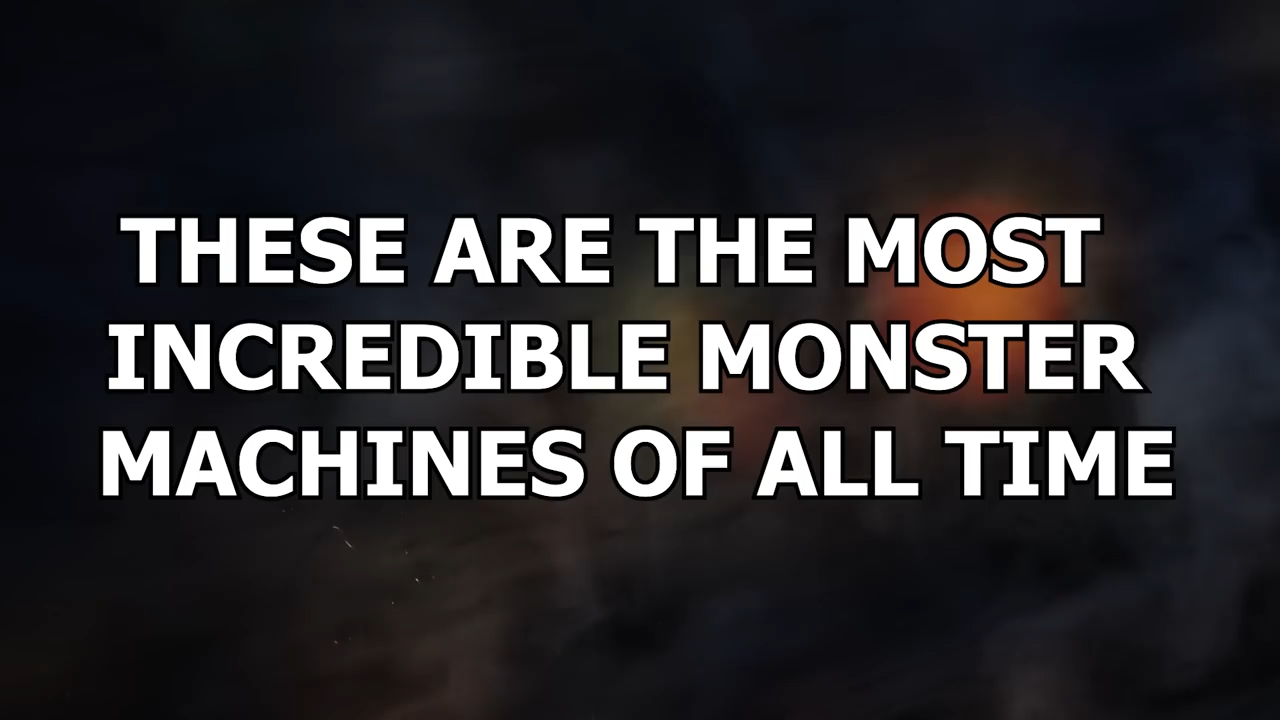 THESE ARE THE MOST
INCREDIBLE MONSTER
MACHINES OF ALL TIME